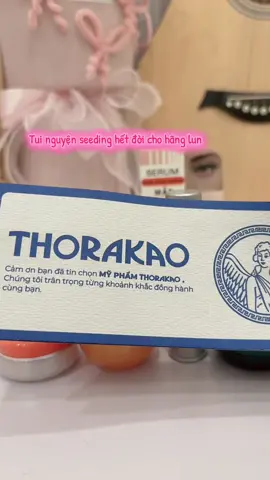 Tui nguyện seeding hết đời cho hãng lun
SERUM
THORAKAO
Cảm ơn bạn đã tin chọn MỸ PHẨM THORAKAO .
Chúng tôi trân trọng từng khoảnh khắc đồng hành
cùng bạn.